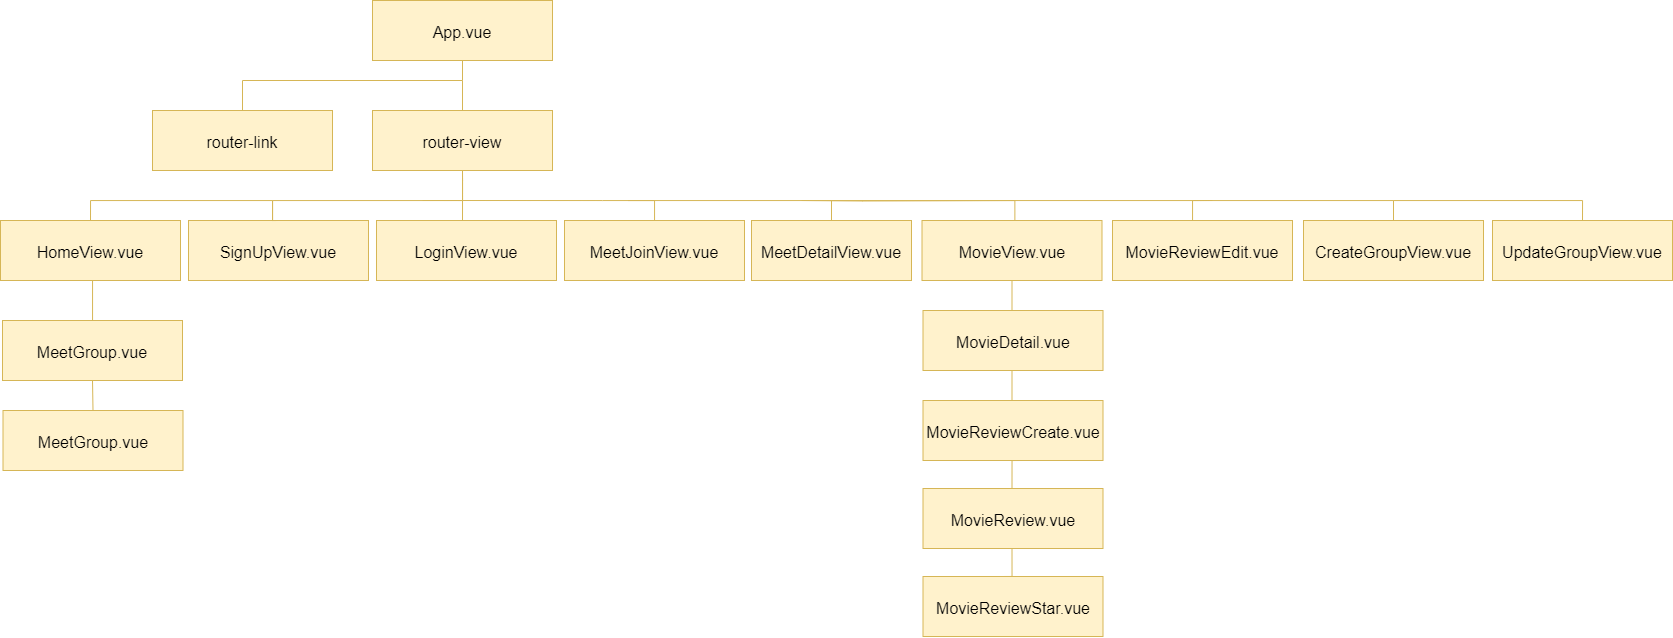 App.vue
router-link
router-view
HomeView.vue
SignUpView.vue
LoginView.vue
MeetJoinView.vue
MeetDetailView.vue
MovieView.vue
MovieReviewEdit.vue
CreateGroupView.vue
UpdateGroupView.vue
MovieDetail.vue
MeetGroup.vue
MovieReviewCreate.vue
MeetGroup.vue
MovieReview.vue
MovieReviewStar.vue